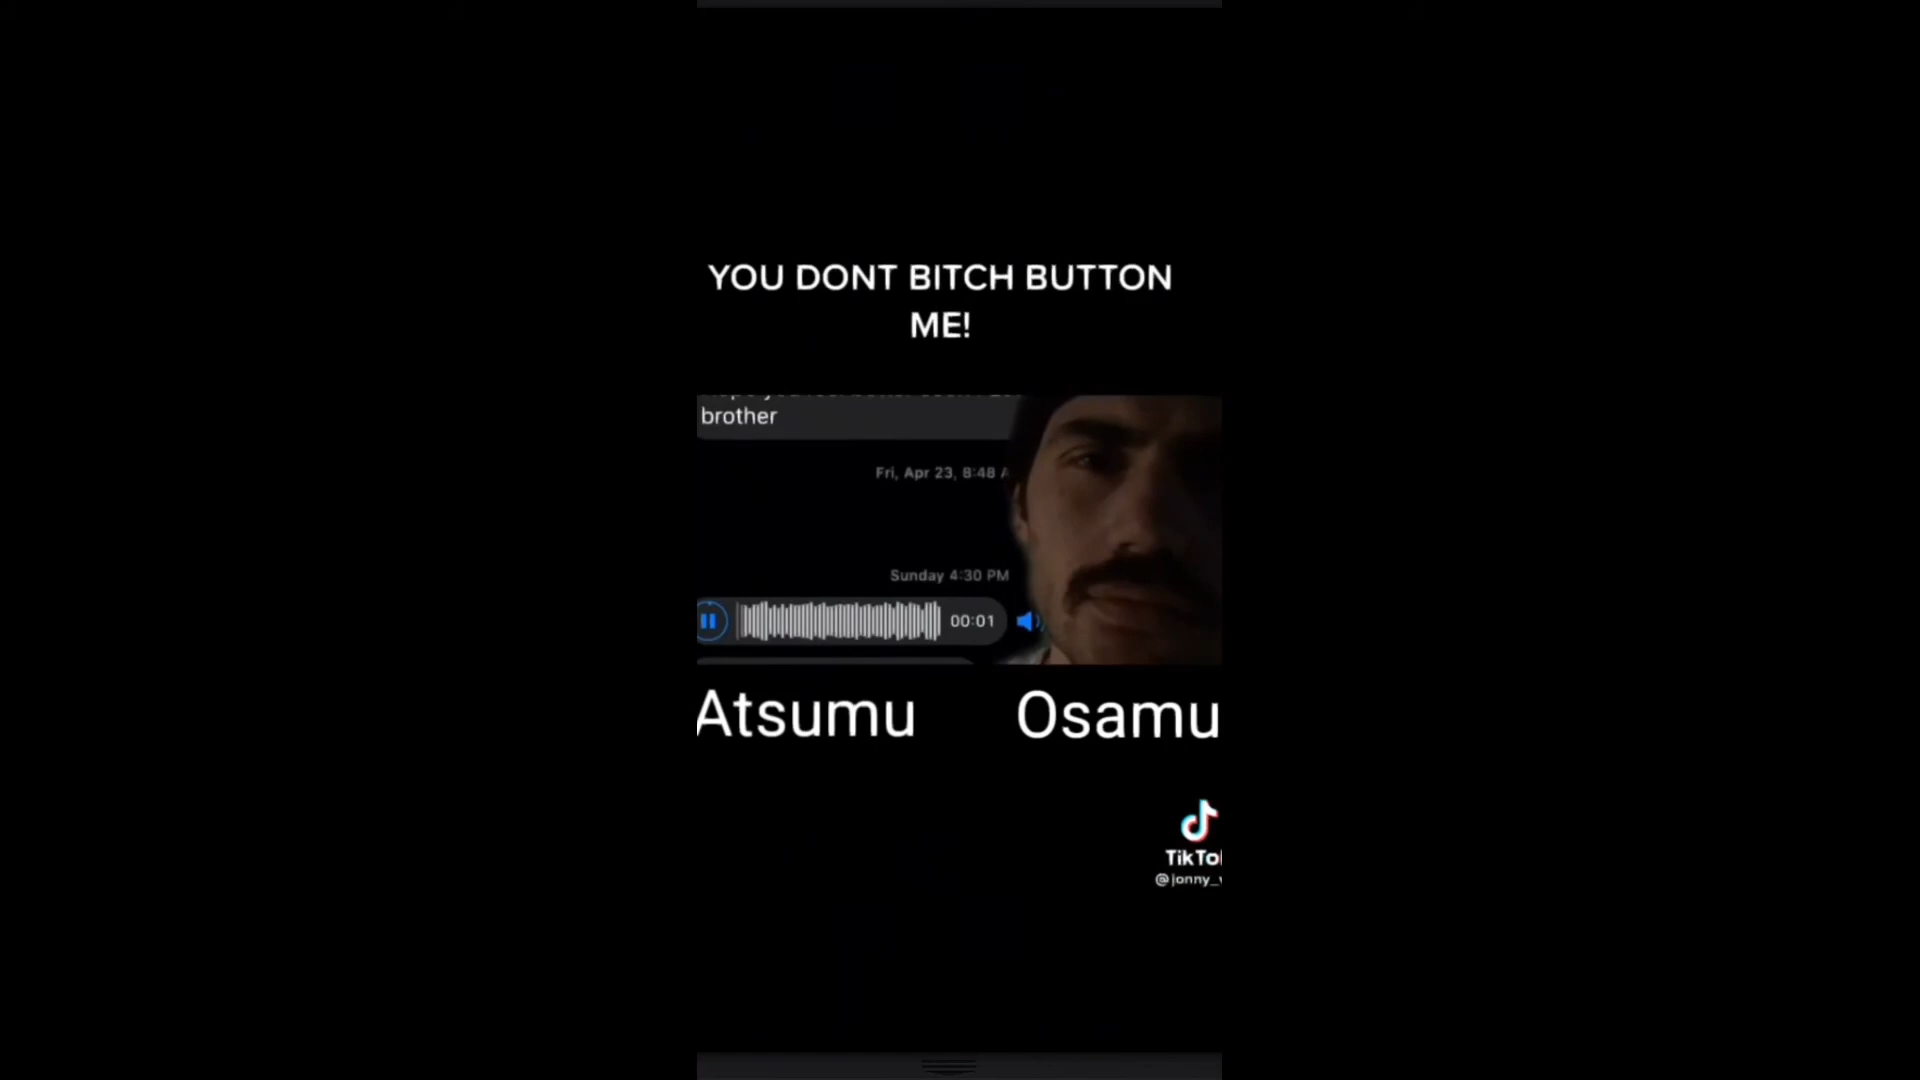 YOU DONT BITCH BUTTON
ME!
brother
Fri, Apr 23, 8:48 A
Sunday 4:30 PM
00:01
Atsumu
Osamu
TikTok
@jonny_v